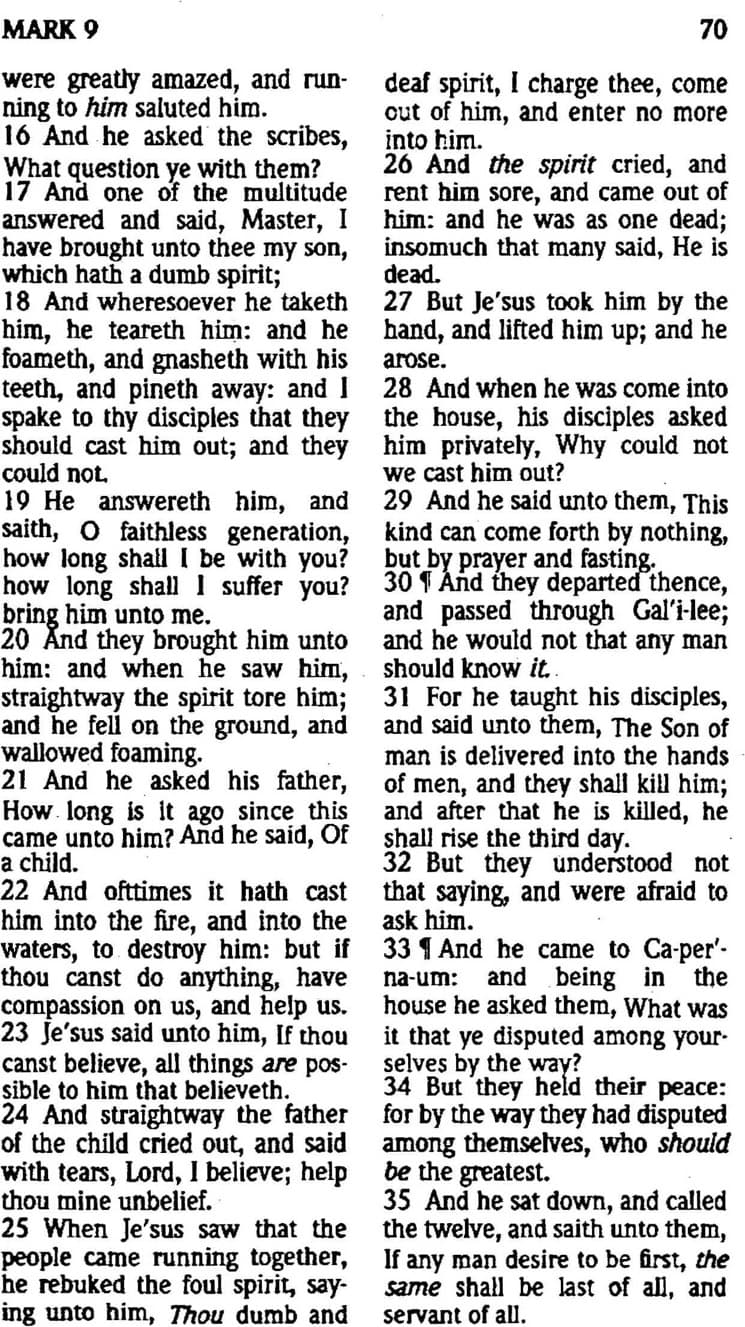 MARK 9
70
were greatly amazed, and run-
ning to him saluted him.
16 And he asked the scribes,
What question ye with them?
17 And one of the multitude
answered and said, Master, I
have brought unto thee my son,
which hath a dumb spirit;
18 And wheresoever he taketh
him, he teareth him: and he
foameth, and gnasheth with his
teeth, and pineth away: and I
spake to thy disciples that they
should cast him out; and they
could not.
19 He answereth him, and
saith, O faithless generation,
how long shall I be with you?
how long shall I suffer you?
bring him unto me.
20 And they brought him unto
him: and when he saw him,
straightway the spirit tore him;
and he fell on the ground, and
wallowed foaming.
21 And he asked his father,
How long is it ago since this
came unto him? And he said, Of
a child.
22 And ofttimes it hath cast
him into the fire, and into the
waters, to destroy him: but if
thou canst do anything, have
compassion on us, and help us.
23 Je′sus said unto him, If thou
canst believe, all things are pos-
sible to him that believeth.
24 And straightway the father
of the child cried out, and said
with tears, Lord, I believe; help
thou mine unbelief.
25 When Je′sus saw that the
people came running together,
he rebuked the foul spirit, say-
ing unto him, Thou dumb and
deaf spirit, I charge thee, come
out of him, and enter no more
into him.
26 And the spirit cried, and
rent him sore, and came out of
him: and he was as one dead;
insomuch that many said, He is
dead.
27 But Je′sus took him by the
hand, and lifted him up; and he
arose.
28 And when he was come into
the house, his disciples asked
him privately, Why could not
we cast him out?
29 And he said unto them, This
kind can come forth by nothing,
but by prayer and fasting.
30 ¶ And they departed thence,
and passed through Gal′i-lee;
and he would not that any man
should know it.
31 For he taught his disciples,
and said unto them, The Son of
man is delivered into the hands
of men, and they shall kill him;
and after that he is killed, he
shall rise the third day.
32 But they understood not
that saying, and were afraid to
ask him.
33 ¶ And he came to Ca-per′-
na-um: and being in the
house he asked them, What was
it that ye disputed among your-
selves by the way?
34 But they held their peace:
for by the way they had disputed
among themselves, who should
be the greatest.
35 And he sat down, and called
the twelve, and saith unto them,
If any man desire to be first, the
same shall be last of all, and
servant of all.